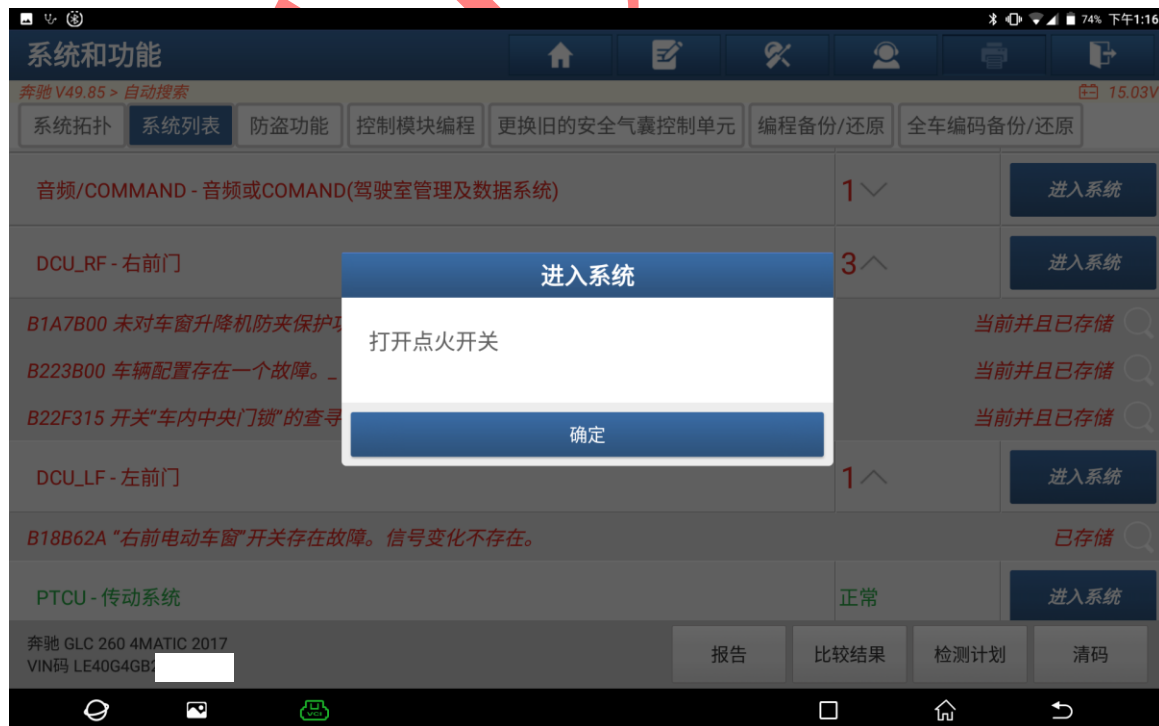 74% 下午1:16
系统和功能
奔驰 V49.85 > 自动搜索
15.03V
系统拓扑 系统列表 防盗功能 控制模块编程 更换旧的安全气囊控制单元 编程备份/还原 全车编码备份/还原
音频/COMMAND - 音频或COMAND(驾驶室管理及数据系统) 1 进入系统
DCU_RF - 右前门 3 进入系统
进入系统
打开点火开关
确定
B1A7B00 未对车窗升降机防夹保护 当前并且已存储
B223B00 车辆配置存在一个故障。_ 当前并且已存储
B22F315 开关"车内中央门锁"的查寻 当前并且已存储
DCU_LF - 左前门 1 进入系统
B18B62A "右前电动车窗"开关存在故障。信号变化不存在。 已存储
PTCU - 传动系统 正常 进入系统
奔驰 GLC 260 4MATIC 2017
VIN码 LE40G4GB2
报告 比较结果 检测计划 清码
VCI